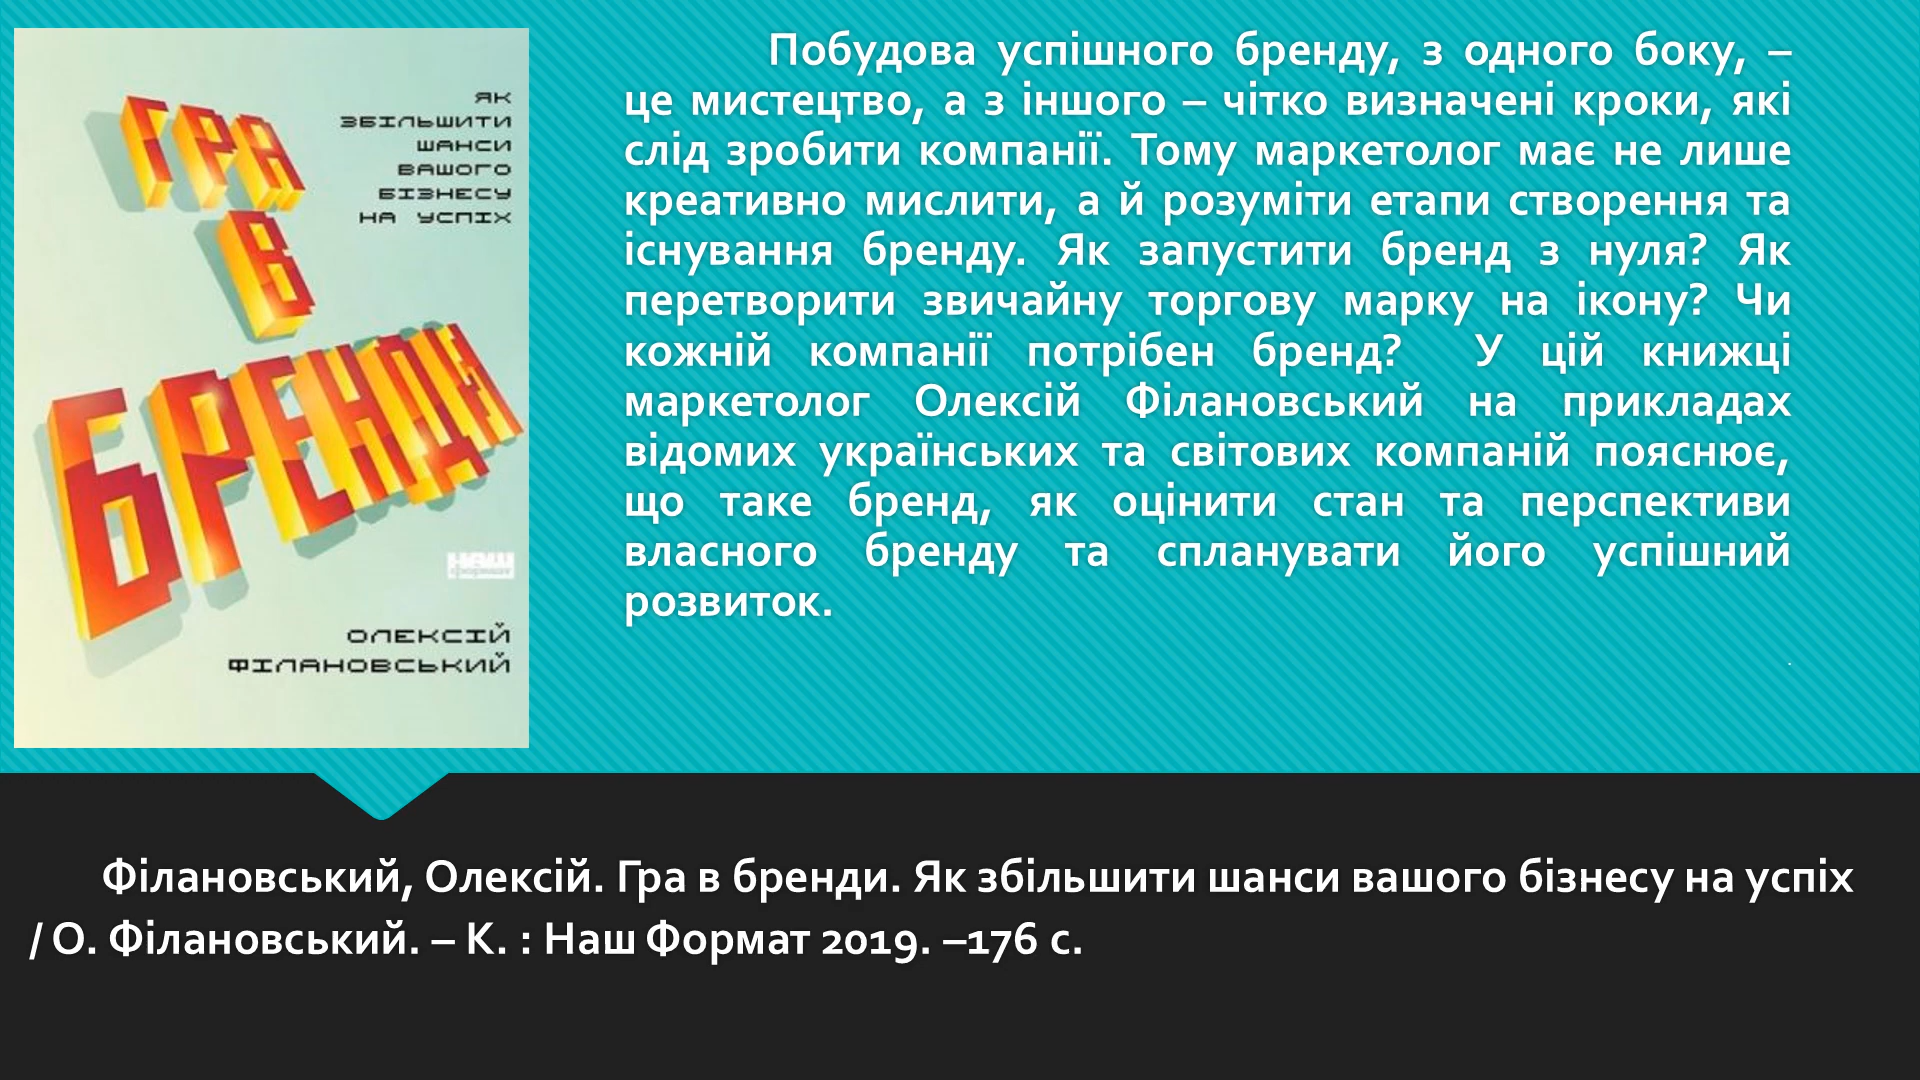 ГРА
В
БРЕНДИ
ЯК
ЗБІЛЬШИТИ
ШАНСИ
ВАШОГО
БІЗНЕСУ
НА УСПІХ
НАШ
ОЛЕКСІЙ
ФІЛАНОВСЬКИЙ
Побудова успішного бренду, з одного боку, –
це мистецтво, а з іншого – чітко визначені кроки, які
слід зробити компанії. Тому маркетолог має не лише
креативно мислити, а й розуміти етапи створення та
існування бренду. Як запустити бренд з нуля? Як
перетворити звичайну торгову марку на ікону? Чи
кожній компанії потрібен бренд? У цій книжці
маркетолог Олексій Філановський на прикладах
відомих українських та світових компаній пояснює,
що таке бренд, як оцінити стан та перспективи
власного бренду та спланувати його успішний
розвиток.
.
Філановський, Олексій. Гра в бренди. Як збільшити шанси вашого бізнесу на успіх
/ О. Філановський. – К. : Наш Формат 2019. –176 с.